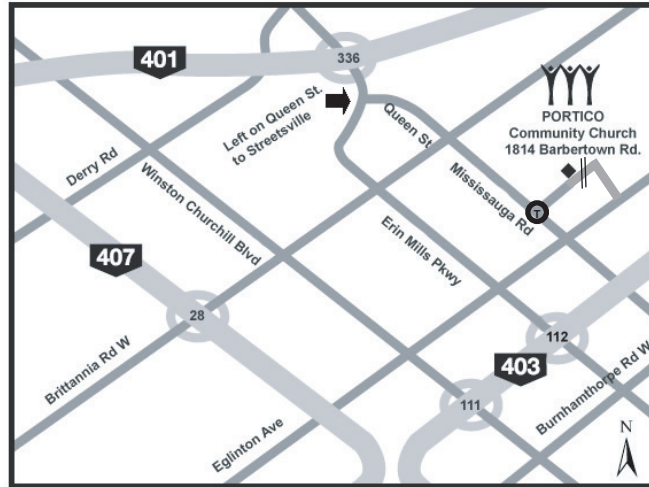 401
336
Left on Queen St.
to Streetsville
Queen St
PORTICO
Community Church
1814 Barbertown Rd.
Derry Rd
Winston Churchill Blvd
Mississauga Rd
T
Erin Mills Pkwy
407
28
112
403
Brittannia Rd W
111
Burnhamthorpe Rd W
Eglinton Ave
N